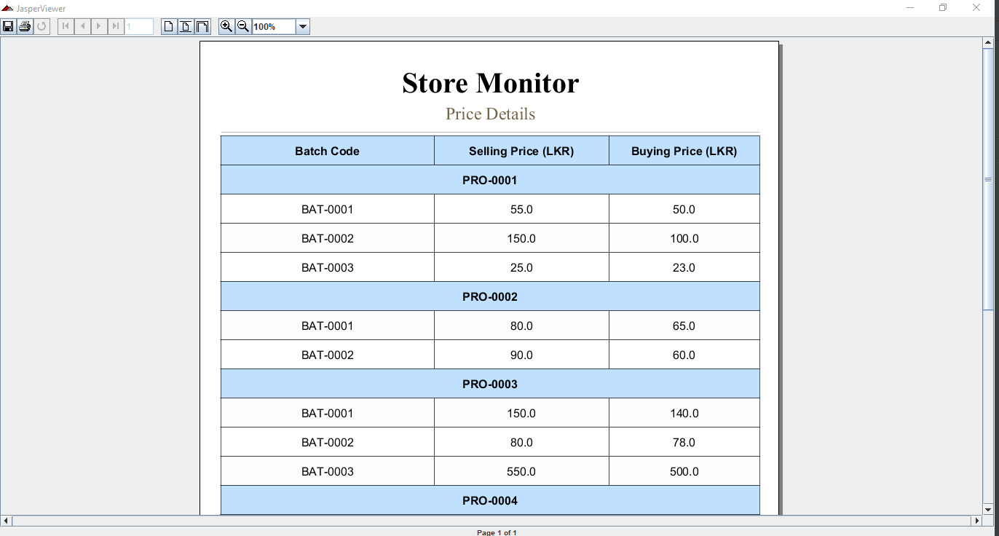 JasperViewer
1
100%
Store Monitor
Price Details
Batch Code Selling Price (LKR) Buying Price (LKR)
PRO-0001
BAT-0001 55.0 50.0
BAT-0002 150.0 100.0
BAT-0003 25.0 23.0
PRO-0002
BAT-0001 80.0 65.0
BAT-0002 90.0 60.0
PRO-0003
BAT-0001 150.0 140.0
BAT-0002 80.0 78.0
BAT-0003 550.0 500.0
PRO-0004
Page 1 of 1